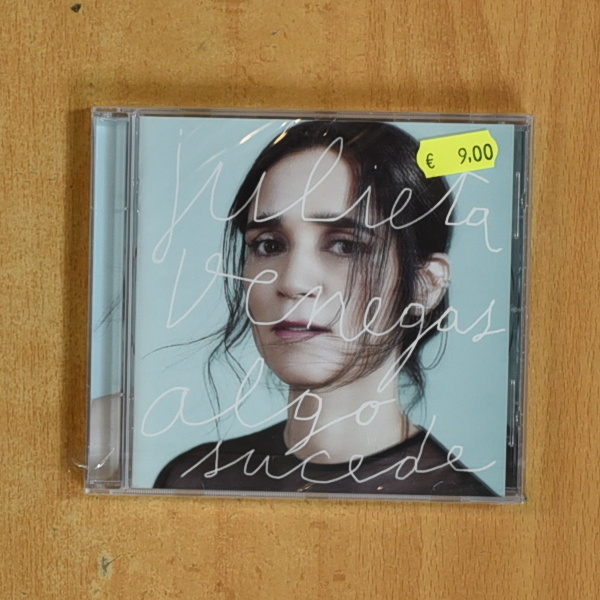 € 9,00
julieta
venegas
algo
sucede